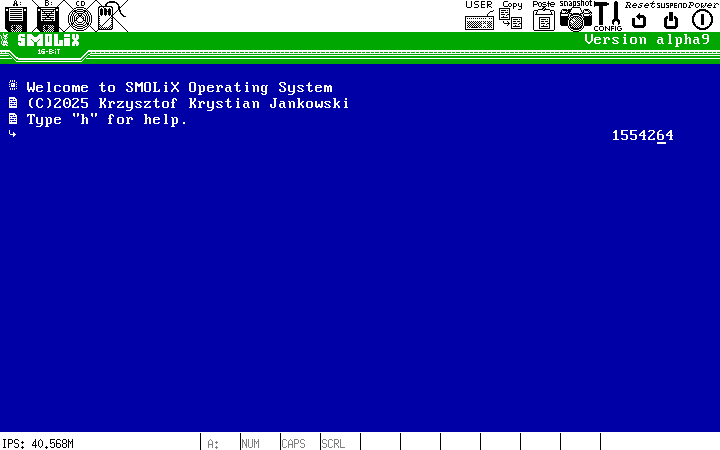 A: B: CD USER Copy Paste snapshot CONFIG Reset SUSPEND Power
SMOLiX Version alpha9
16-BiT
Welcome to SMOLiX Operating System
(C)2025 Krzysztof Krystian Jankowski
Type "h" for help.
1554264
IPS: 40.568M A: NUM CAPS SCRL